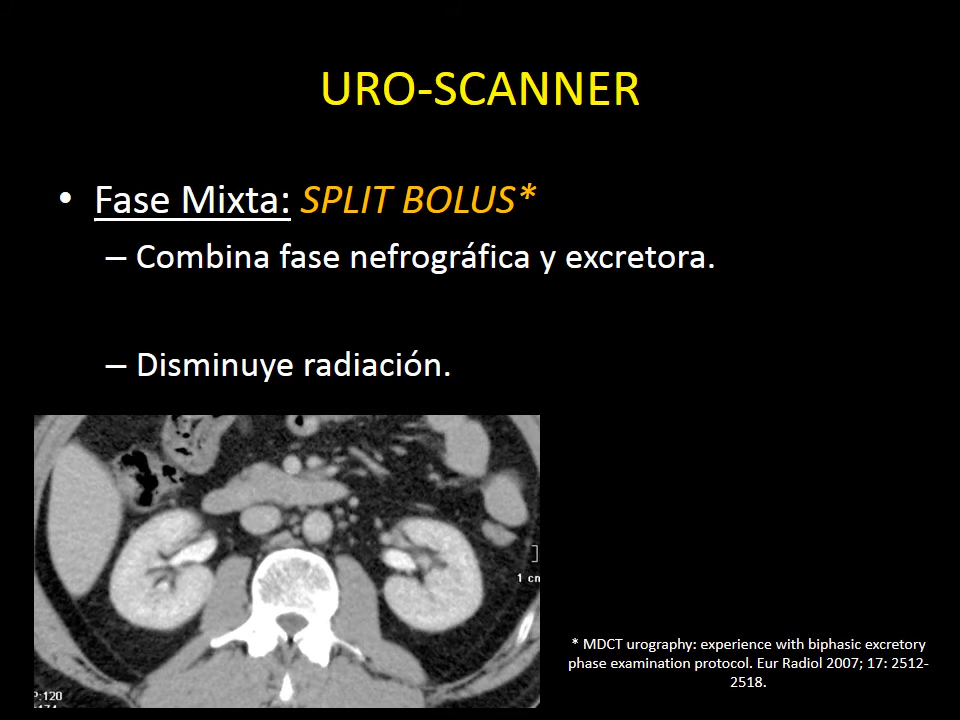 URO-SCANNER
• Fase Mixta: SPLIT BOLUS*
– Combina fase nefrográfica y excretora.
– Disminuye radiación.
1 cm
P:120
* MDCT urography: experience with biphasic excretory
phase examination protocol. Eur Radiol 2007; 17: 2512-
2518.